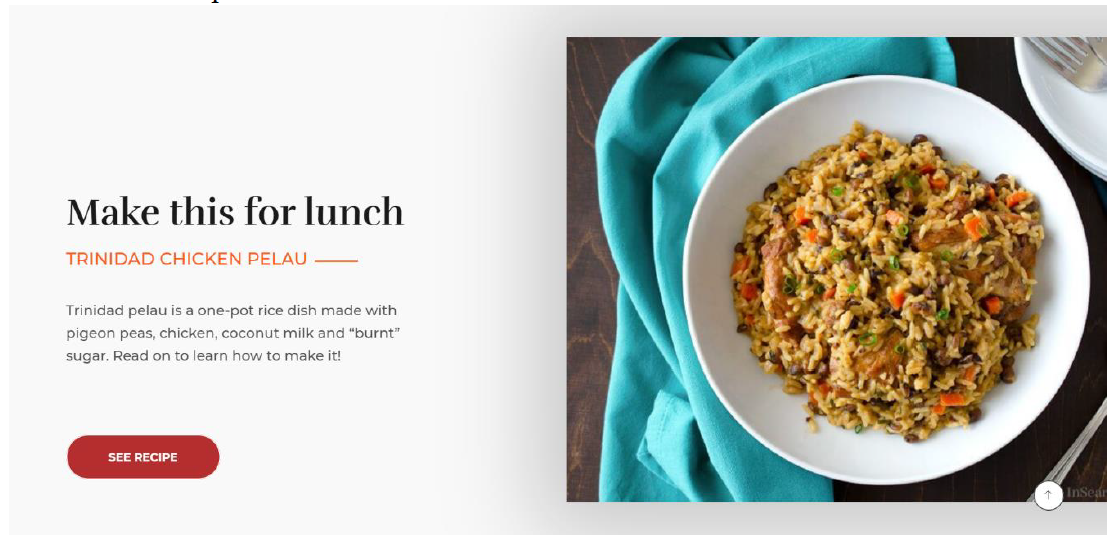 Make this for lunch
TRINIDAD CHICKEN PELAU
Trinidad pelau is a one-pot rice dish made with
pigeon peas, chicken, coconut milk and “burnt”
sugar. Read on to learn how to make it!
SEE RECIPE